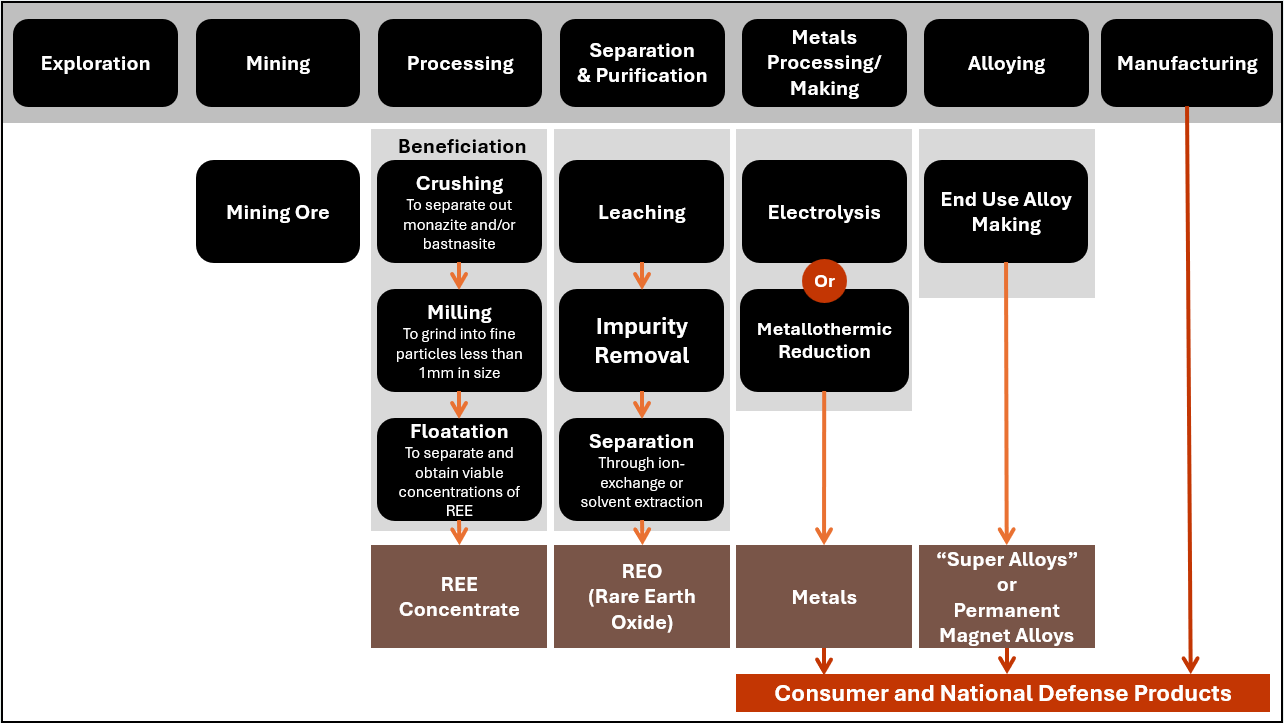 Exploration
Mining
Processing
Separation
& Purification
Metals
Processing/
Making
Alloying
Manufacturing
Mining Ore
Beneficiation
Crushing
To separate out
monazite and/or
bastnasite
Milling
To grind into fine
particles less than
1mm in size
Floatation
To separate and
obtain viable
concentrations of
REE
REE
Concentrate
Leaching
Impurity
Removal
Separation
Through ion-
exchange or
solvent extraction
REO
(Rare Earth
Oxide)
Electrolysis
Or
Metallothermic
Reduction
Metals
End Use Alloy
Making
“Super Alloys”
or
Permanent
Magnet Alloys
Consumer and National Defense Products